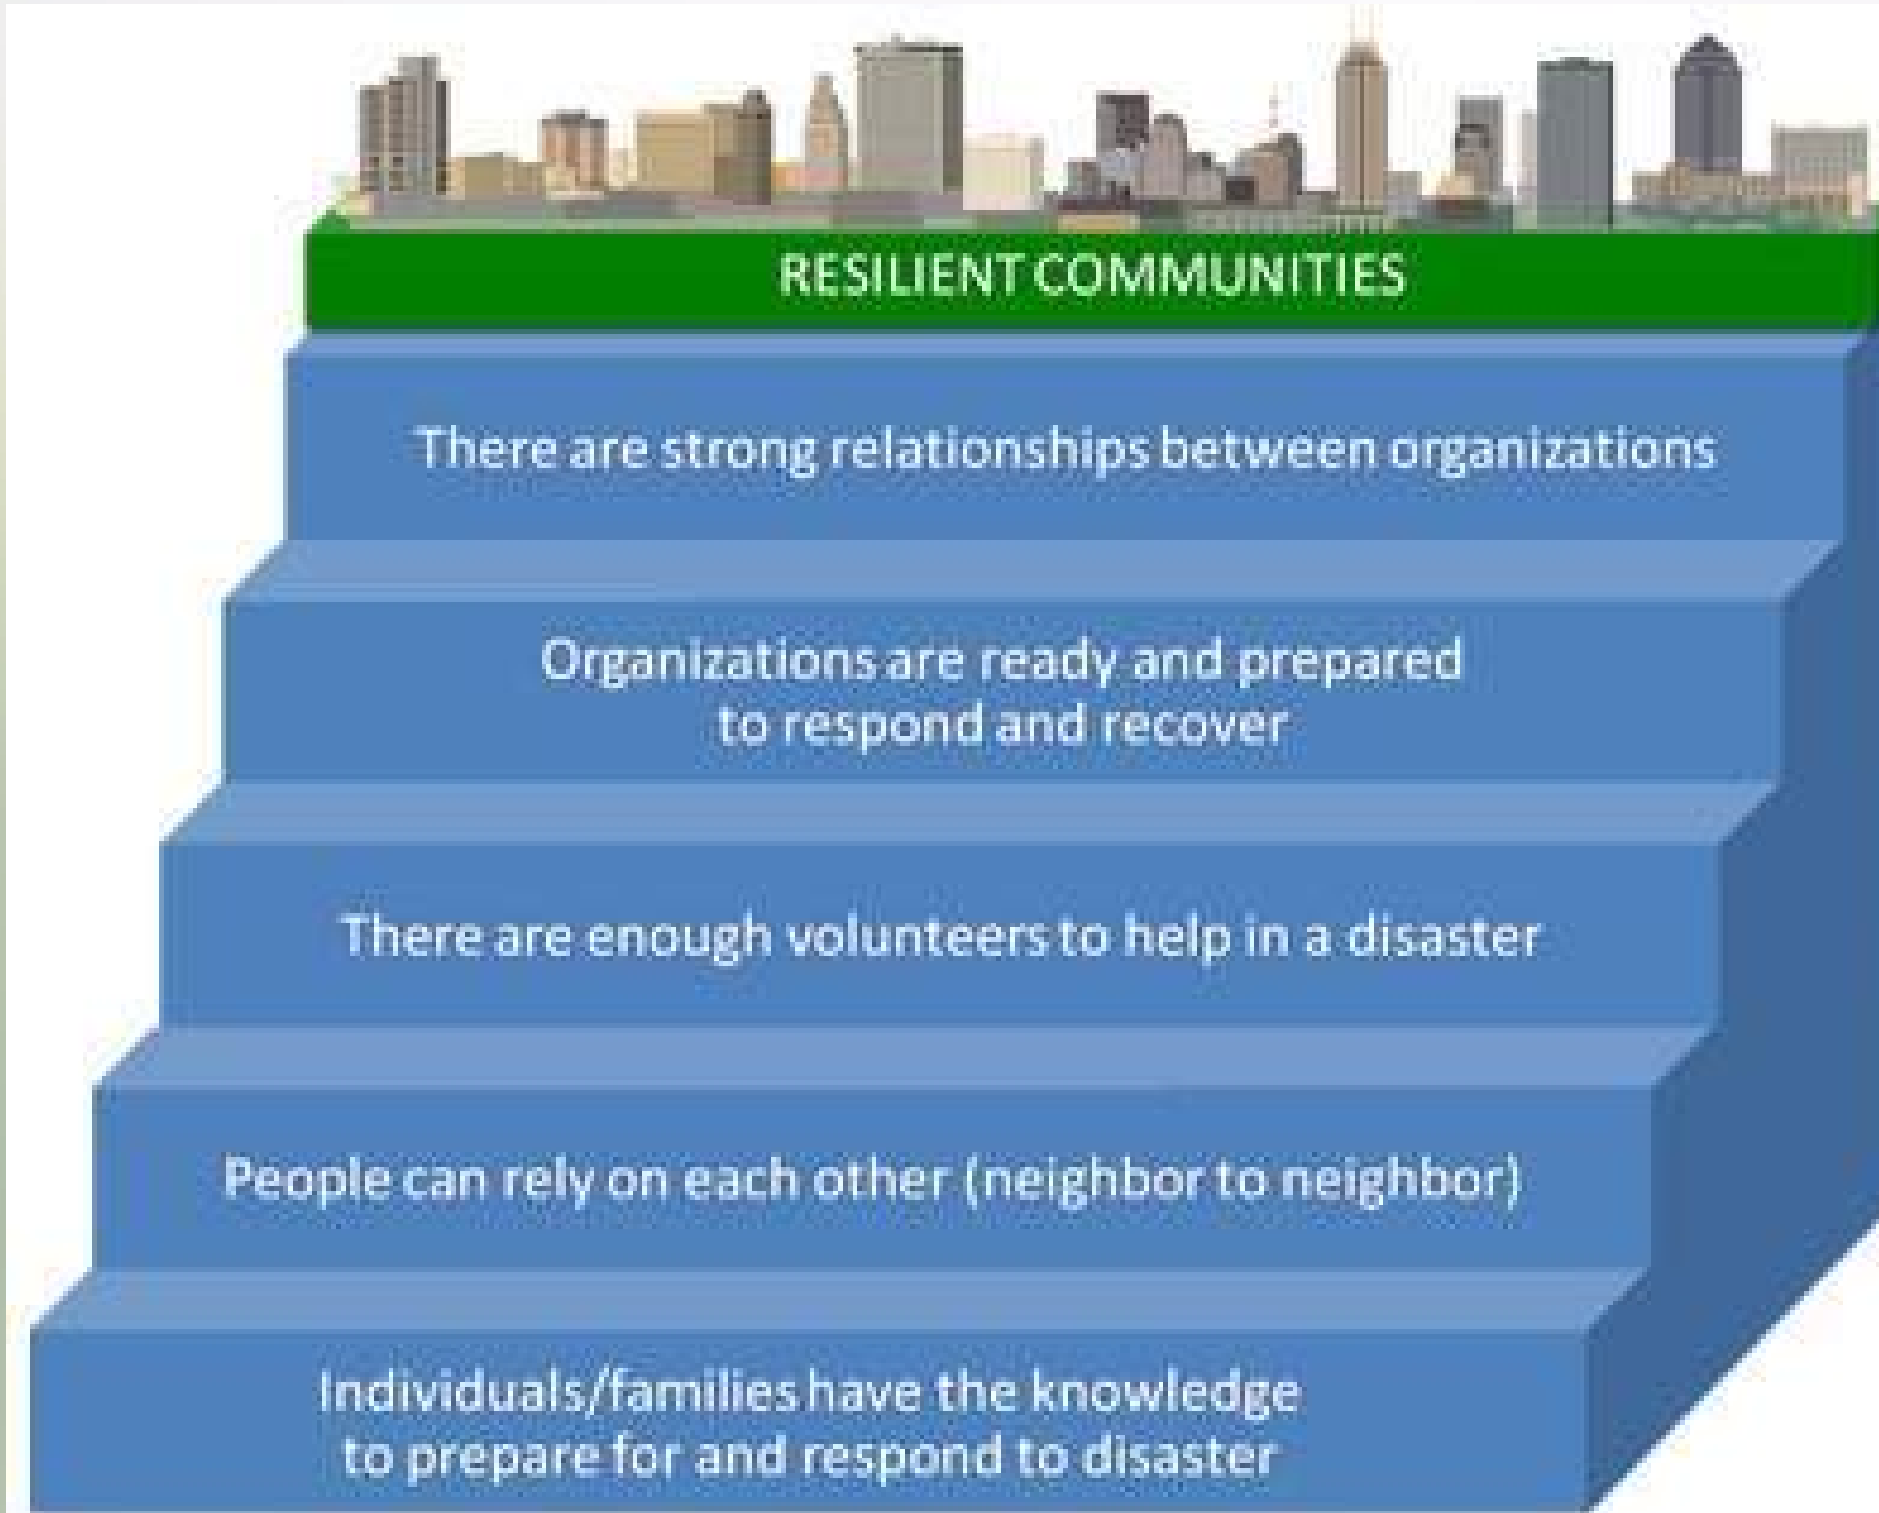 RESILIENT COMMUNITIES
There are strong relationships between organizations
Organizations are ready and prepared
to respond and recover
There are enough volunteers to help in a disaster
People can rely on each other (neighbor to neighbor)
Individuals/families have the knowledge
to prepare for and respond to disaster